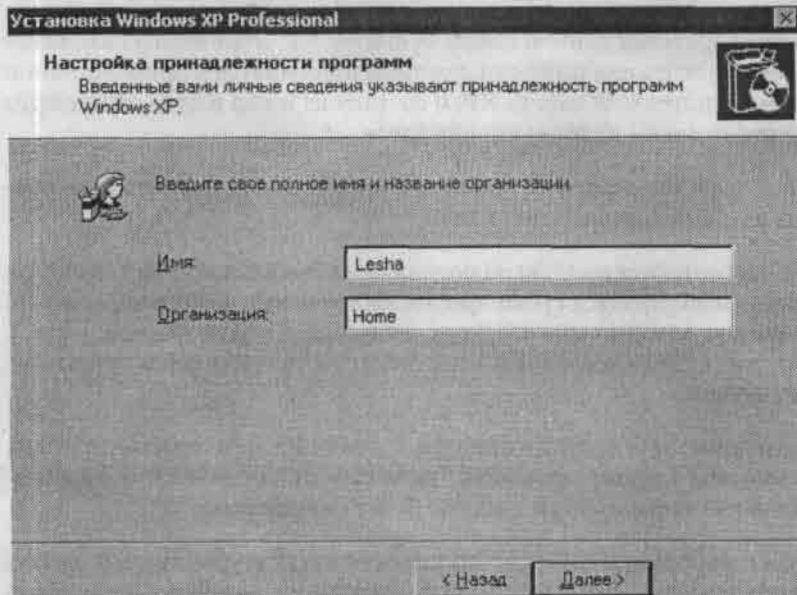 Установка Windows XP Professional
Настройка принадлежности программ
Введенные вами личные сведения указывают принадлежность программ
Windows XP.
Введите свое полное имя и название организации.
Имя: Lesha
Организация: Home
< Назад Далее >